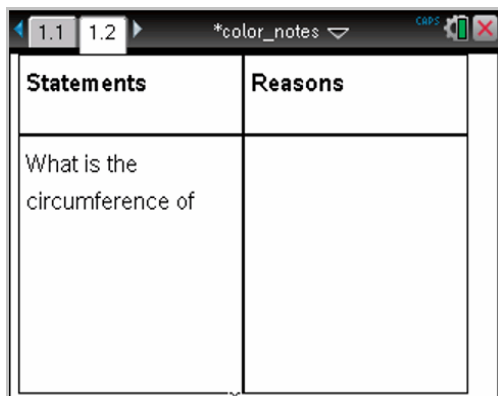 1.1 1.2 *color_notes CAPS
Statements Reasons
What is the
circumference of